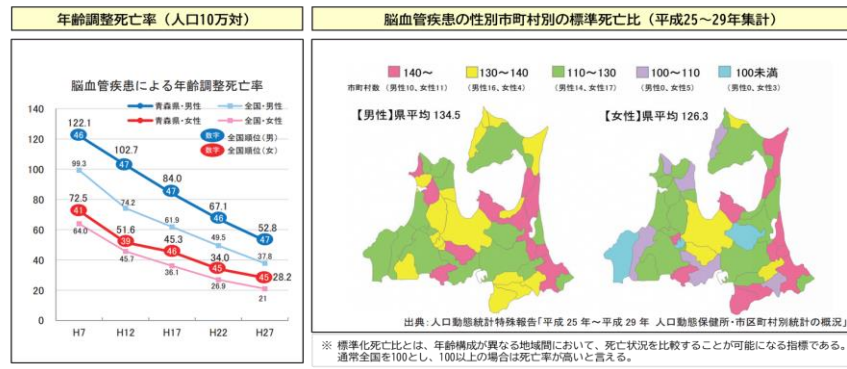 年齢調整死亡率（人口10万対）
脳血管疾患による年齢調整死亡率
青森県・男性
全国・男性
青森県・女性
全国・女性
数字 全国順位（男）
数字 全国順位（女）
140
120
100
80
60
40
20
0
122.1
46
102.7
47
84.0
47
67.1
46
52.8
47
99.3
74.2
61.9
49.5
37.8
72.5
41
51.6
39
45.3
46
34.0
45
45
28.2
64.0
45.7
36.1
26.9
21
H7 H12 H17 H22 H27
脳血管疾患の性別市町村別の標準死亡比（平成25～29年集計）
140～ 130～140 110～130 100～110 100未満
市町村数 （男性10、女性11） （男性16、女性4） （男性14、女性17） （男性0、女性5） （男性0、女性3）
【男性】県平均 134.5
【女性】県平均 126.3
出典：人口動態統計特殊報告「平成 25 年～平成 29 年 人口動態保健所・市区町村別統計の概況」
※ 標準化死亡比とは、年齢構成が異なる地域間において、死亡状況を比較することが可能になる指標である。
通常全国を100とし、100以上の場合は死亡率が高いと言える。